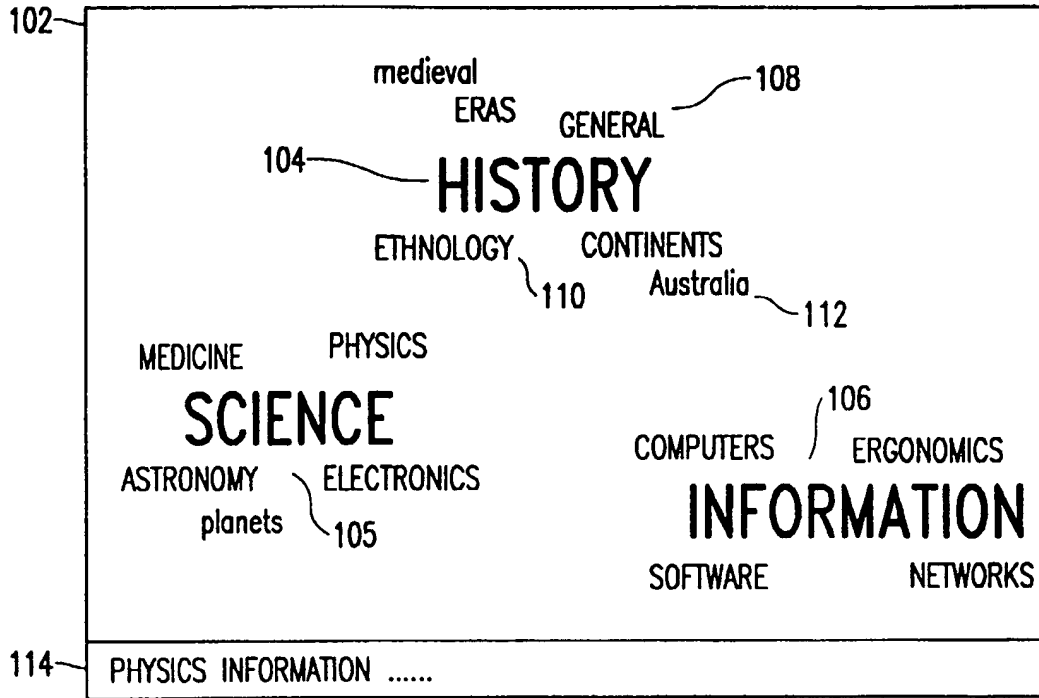 102
medieval
ERAS
GENERAL
108
104
HISTORY
ETHNOLOGY
CONTINENTS
110
Australia
112
MEDICINE
PHYSICS
SCIENCE
ASTRONOMY
ELECTRONICS
planets
105
106
COMPUTERS
ERGONOMICS
INFORMATION
SOFTWARE
NETWORKS
114
PHYSICS INFORMATION ......